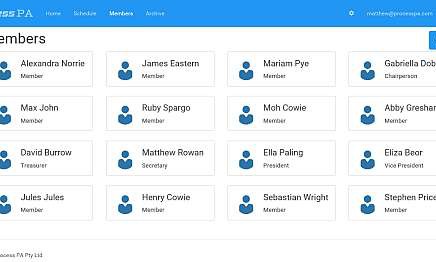 ocess PA Home Schedule Members Archive matthew@processpa.com
embers
Alexandra Norrie James Eastern Mariam Pye Gabriella Dob
Member Member Member Chairperson
Max John Ruby Spargo Moh Cowie Abby Gresha
Member Member Member Member
David Burrow Matthew Rowan Ella Paling Eliza Beor
Treasurer Secretary President Vice President
Jules Jules Henry Cowie Sebastian Wright Stephen Price
Member Member Member Member
ocess PA Pty Ltd.